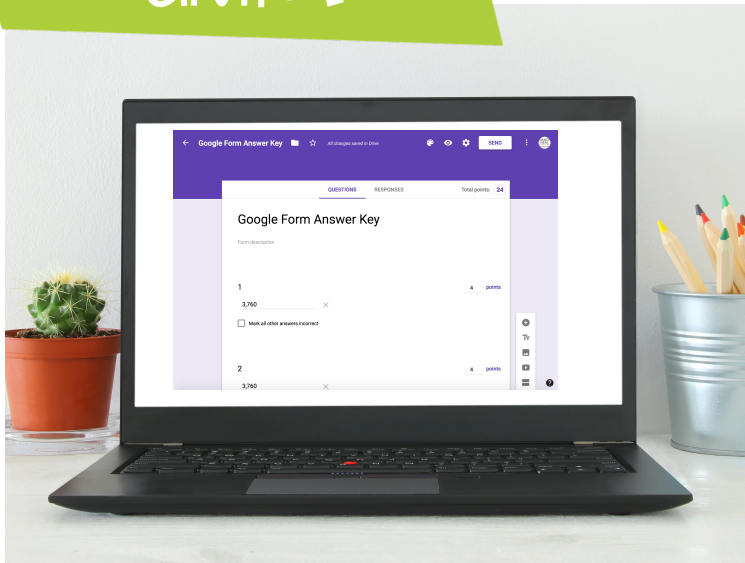 Google Form Answer Key
All changes saved in Drive
SEND
QUESTIONS RESPONSES Total points: 24
Google Form Answer Key
Form description
1 4 points
3,760
Mark all other answers incorrect
2 4 points
3,760